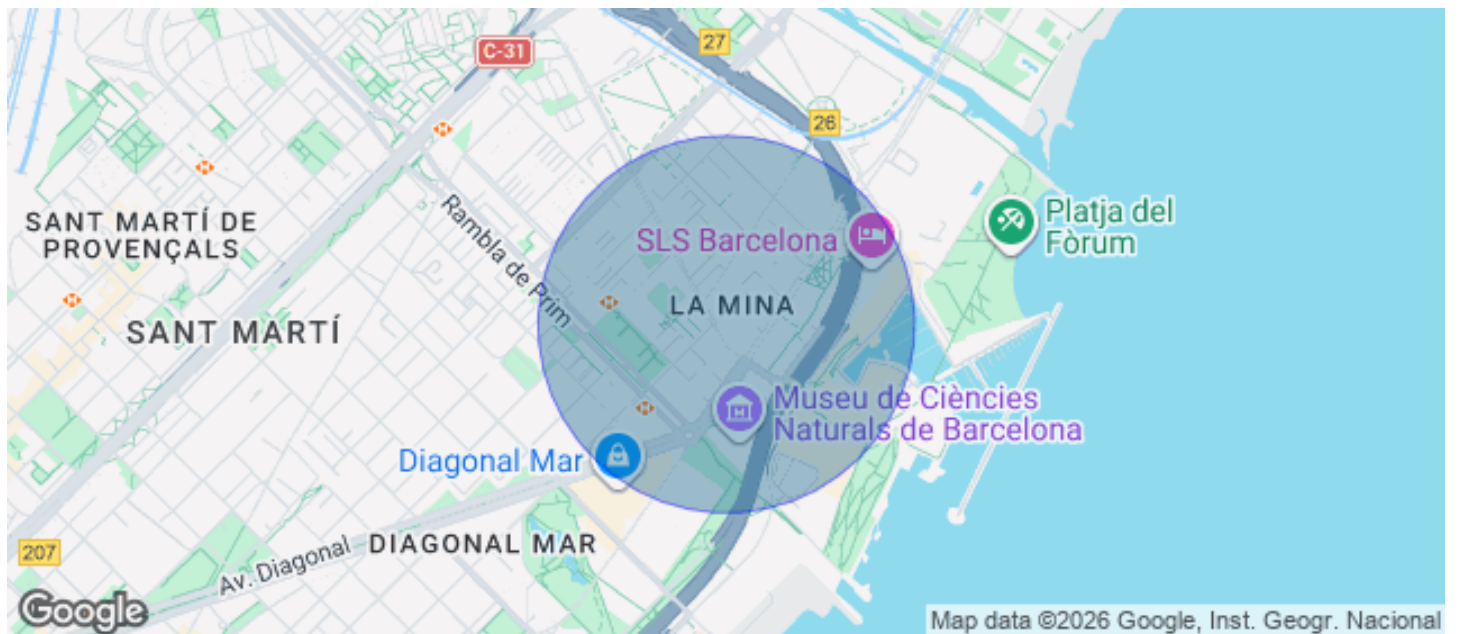 27
C-31
26
Rambla de Prim
SANT MARTÍ DE
PROVENÇALS
Platja del
Fòrum
SLS Barcelona
LA MINA
SANT MARTÍ
Museu de Ciències
Naturals de Barcelona
Diagonal Mar
DIAGONAL MAR
207
Av. Diagonal
Google
Map data ©2026 Google, Inst. Geogr. Nacional